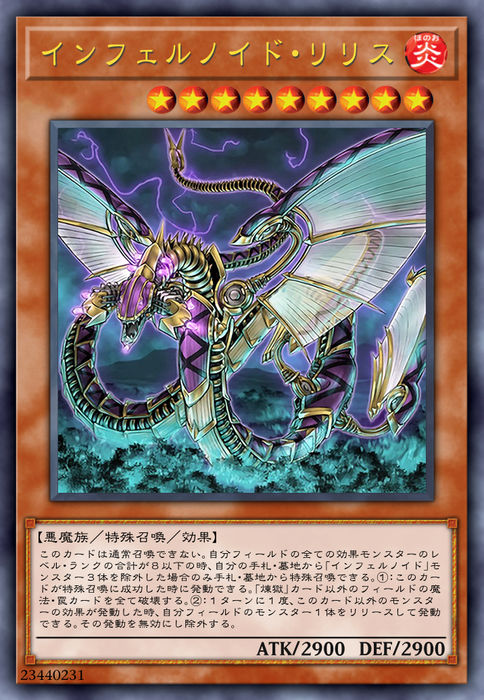 インフェルノイド・リリス
炎
ほのお
【悪魔族／特殊召喚／効果】
このカードは通常召喚できない。自分フィールドの全ての効果モンスターのレ
ベル・ランクの合計が８以下の時、自分の手札・墓地から「インフェルノイド」モ
ンスター３体を除外した場合のみ手札・墓地から特殊召喚できる。①：このカー
ドが特殊召喚に成功した時に発動できる。「煉獄」カード以外のフィールドの魔
法・罠カードを全て破壊する。②：１ターンに１度、このカード以外のモンスター
の効果が発動した時、自分フィールドのモンスター１体をリリースして発動
できる。その発動を無効にし除外する。
ATK/2900 DEF/2900
23440231